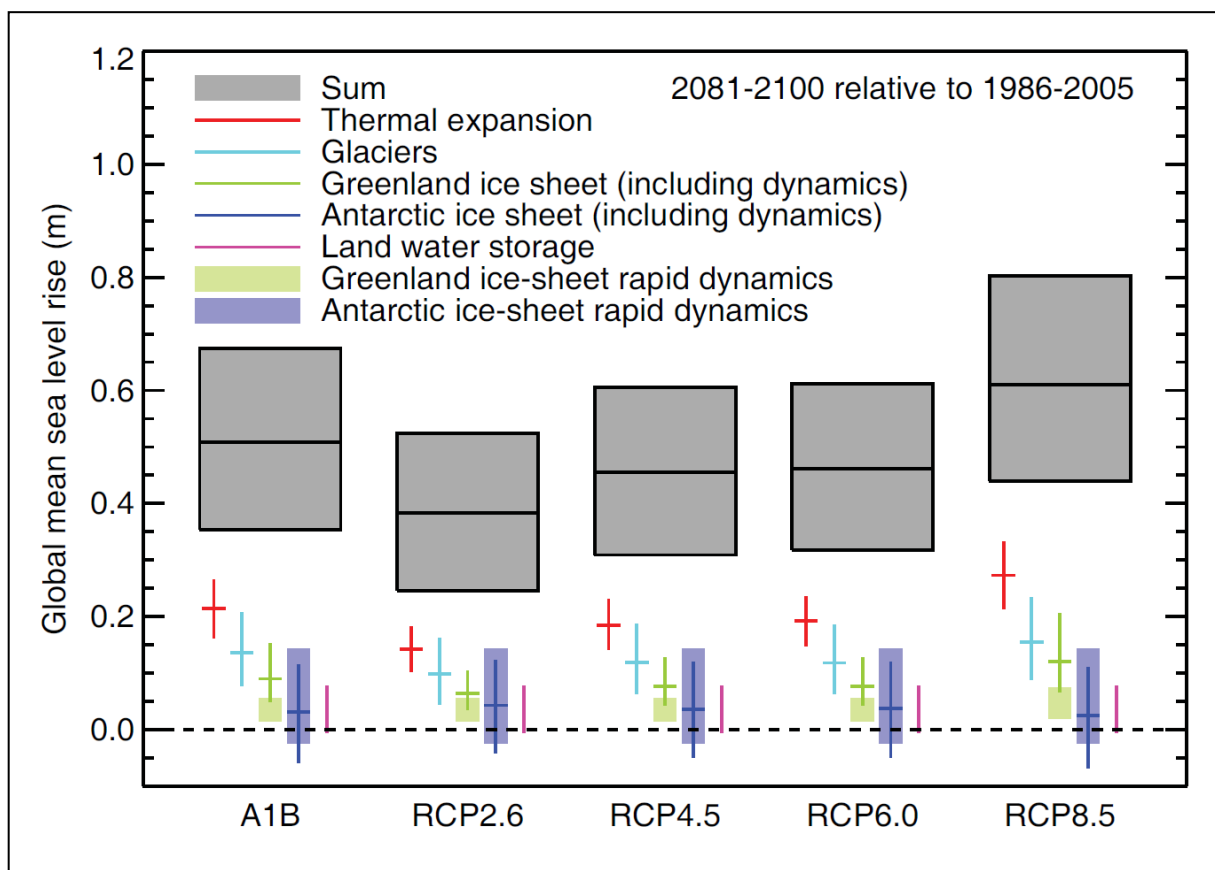 Global mean sea level rise (m)
1.2
1.0
0.8
0.6
0.4
0.2
0.0
2081-2100 relative to 1986-2005
Sum
Thermal expansion
Glaciers
Greenland ice sheet (including dynamics)
Antarctic ice sheet (including dynamics)
Land water storage
Greenland ice-sheet rapid dynamics
Antarctic ice-sheet rapid dynamics
A1B
RCP2.6
RCP4.5
RCP6.0
RCP8.5